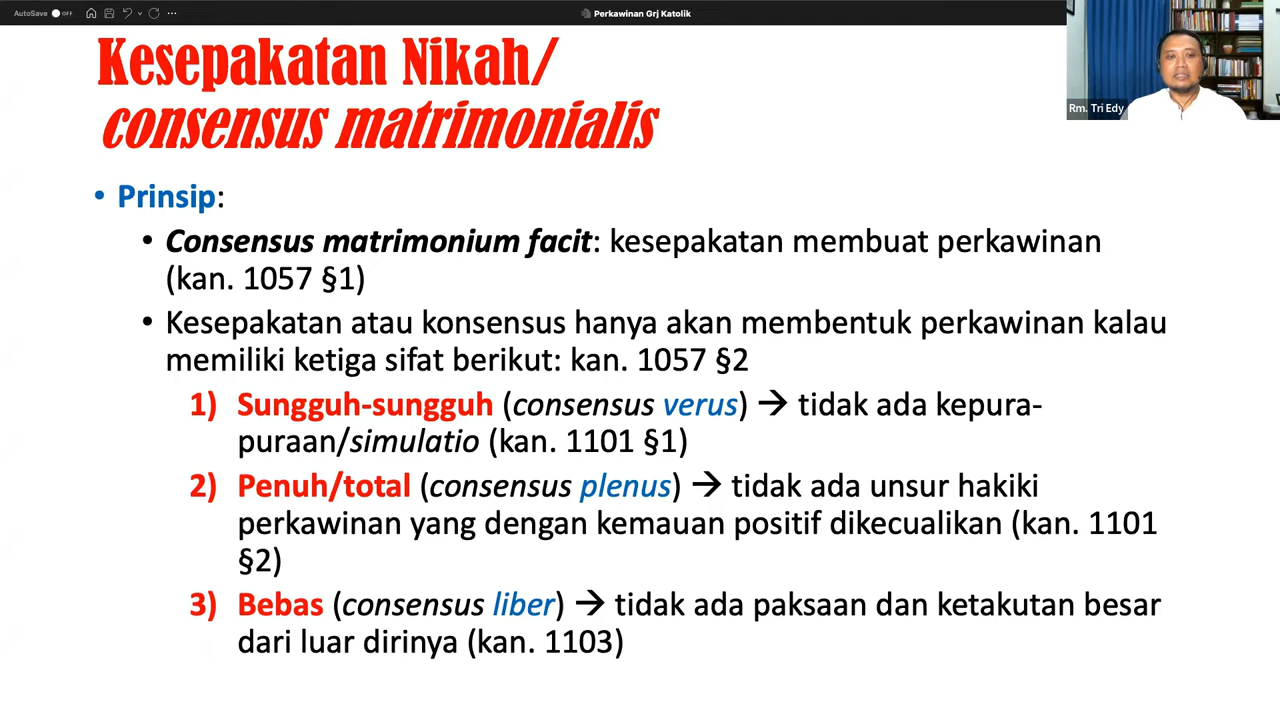 AutoSave OFF
Perkawinan Grj Katolik
Kesepakatan Nikah/
consensus matrimonialis
Rm. Tri Edy
• Prinsip:
• Consensus matrimonium facit: kesepakatan membuat perkawinan
(kan. 1057 §1)
• Kesepakatan atau konsensus hanya akan membentuk perkawinan kalau
memiliki ketiga sifat berikut: kan. 1057 §2
1) Sungguh-sungguh (consensus verus) → tidak ada kepura-
puraan/simulatio (kan. 1101 §1)
2) Penuh/total (consensus plenus) → tidak ada unsur hakiki
perkawinan yang dengan kemauan positif dikecualikan (kan. 1101
§2)
3) Bebas (consensus liber) → tidak ada paksaan dan ketakutan besar
dari luar dirinya (kan. 1103)